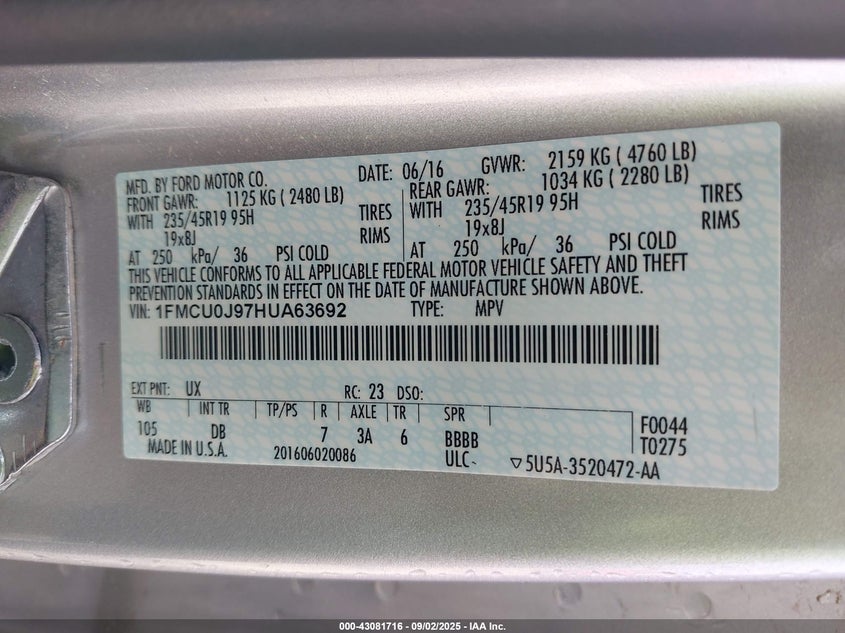 MFD. BY FORD MOTOR CO. DATE: 06/16 GVWR: 2159 KG ( 4760 LB)
FRONT GAWR: 1125 KG ( 2480 LB) REAR GAWR: 1034 KG ( 2280 LB)
WITH 235/45R19 95H TIRES WITH 235/45R19 95H TIRES
19x8J RIMS 19x8J RIMS
AT 250 kPa/ 36 PSI COLD AT 250 kPa/ 36 PSI COLD
THIS VEHICLE CONFORMS TO ALL APPLICABLE FEDERAL MOTOR VEHICLE SAFETY AND THEFT
PREVENTION STANDARDS IN EFFECT ON THE DATE OF MANUFACTURE SHOWN ABOVE.
VIN: 1FMCU0J97HUA63692 TYPE: MPV
EXT PNT: UX RC: 23 DSO:
WB INT TR TP/PS R AXLE TR SPR
105 DB 7 3A 6 BBBB F0044
MADE IN U.S.A. 201606020086 ULC T0275
▽5U5A-3520472-AA
000-43081716 - 09/02/2025 - IAA Inc.